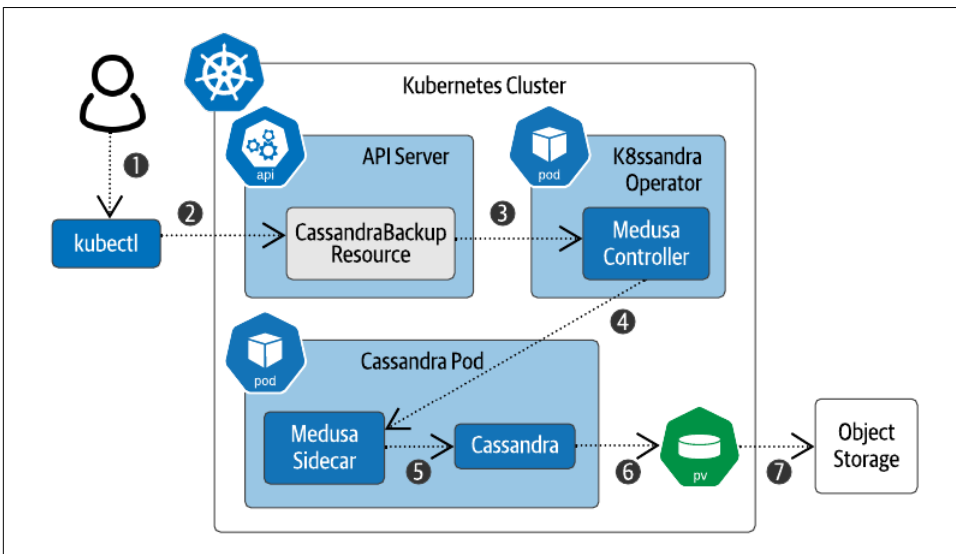 Kubernetes Cluster
API Server
api
K8ssandra
Operator
pod
1
2
3
kubectl
CassandraBackup
Resource
Medusa
Controller
4
pod
Cassandra Pod
Medusa
Sidecar
5
Cassandra
6
pv
7
Object
Storage